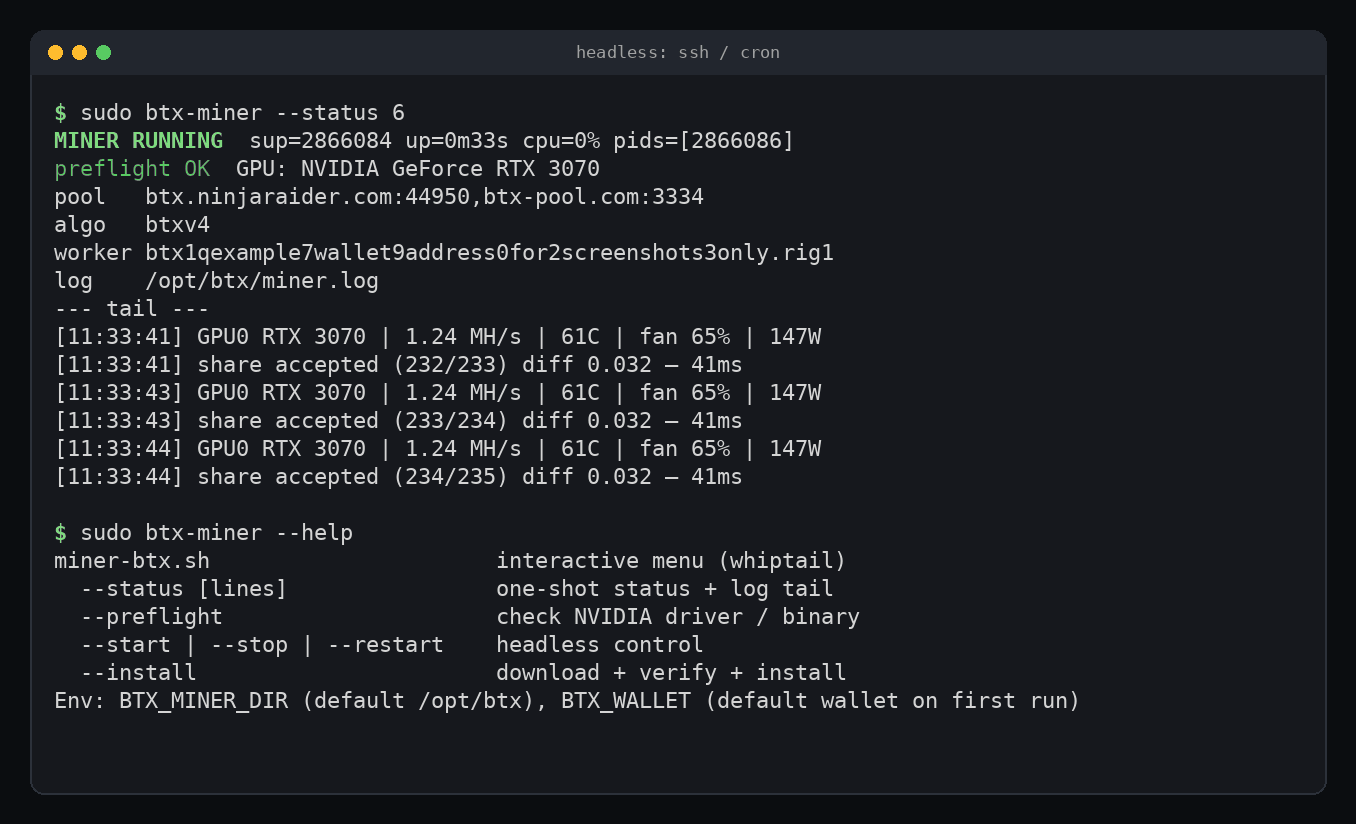 headless: ssh / cron
$ sudo btx-miner --status 6
MINER RUNNING  sup=2866084 up=0m33s cpu=0% pids=[2866086]
preflight OK  GPU: NVIDIA GeForce RTX 3070
pool   btx.ninjaraider.com:44950,btx-pool.com:3334
algo   btxv4
worker btx1qexample7wallet9address0for2screenshots3only.rig1
log    /opt/btx/miner.log
--- tail ---
[11:33:41] GPU0 RTX 3070 | 1.24 MH/s | 61C | fan 65% | 147W
[11:33:41] share accepted (232/233) diff 0.032 — 41ms
[11:33:43] GPU0 RTX 3070 | 1.24 MH/s | 61C | fan 65% | 147W
[11:33:43] share accepted (233/234) diff 0.032 — 41ms
[11:33:44] GPU0 RTX 3070 | 1.24 MH/s | 61C | fan 65% | 147W
[11:33:44] share accepted (234/235) diff 0.032 — 41ms
$ sudo btx-miner --help
miner-btx.sh                      interactive menu (whiptail)
  --status [lines]                one-shot status + log tail
  --preflight                     check NVIDIA driver / binary
  --start | --stop | --restart    headless control
  --install                       download + verify + install
Env: BTX_MINER_DIR (default /opt/btx), BTX_WALLET (default wallet on first run)